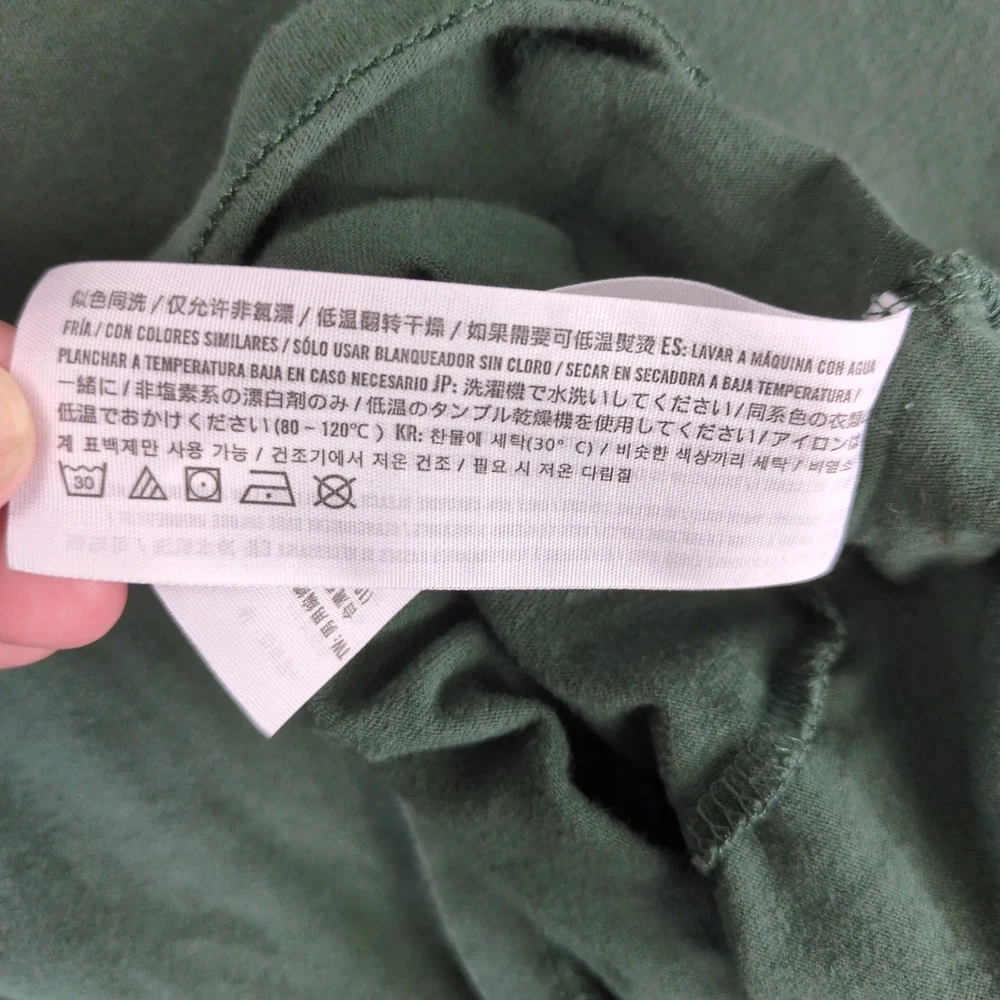 似色同洗 / 仅允许非氯漂 / 低温翻转干燥 / 如果需要可低温熨烫 ES: LAVAR A MÁQUINA CON AGUA
FRÍA / CON COLORES SIMILARES / SÓLO USAR BLANQUEADOR SIN CLORO / SECAR EN SECADORA A BAJA TEMPERATURA /
PLANCHAR A TEMPERATURA BAJA EN CASO NECESARIO JP: 洗濯機で水洗いしてください / 同系色の衣類
一緒に / 非塩素系の漂白剤のみ / 低温のタンブル乾燥機を使用してください / アイロンは
低温でおかけください (80 ~ 120°C ) KR: 찬물에 세탁(30° C) / 비슷한 색상끼리 세탁 / 비염소
계 표백제만 사용 가능 / 건조기에서 저온 건조 / 필요 시 저온 다림질
30
TW: 男用
台灣